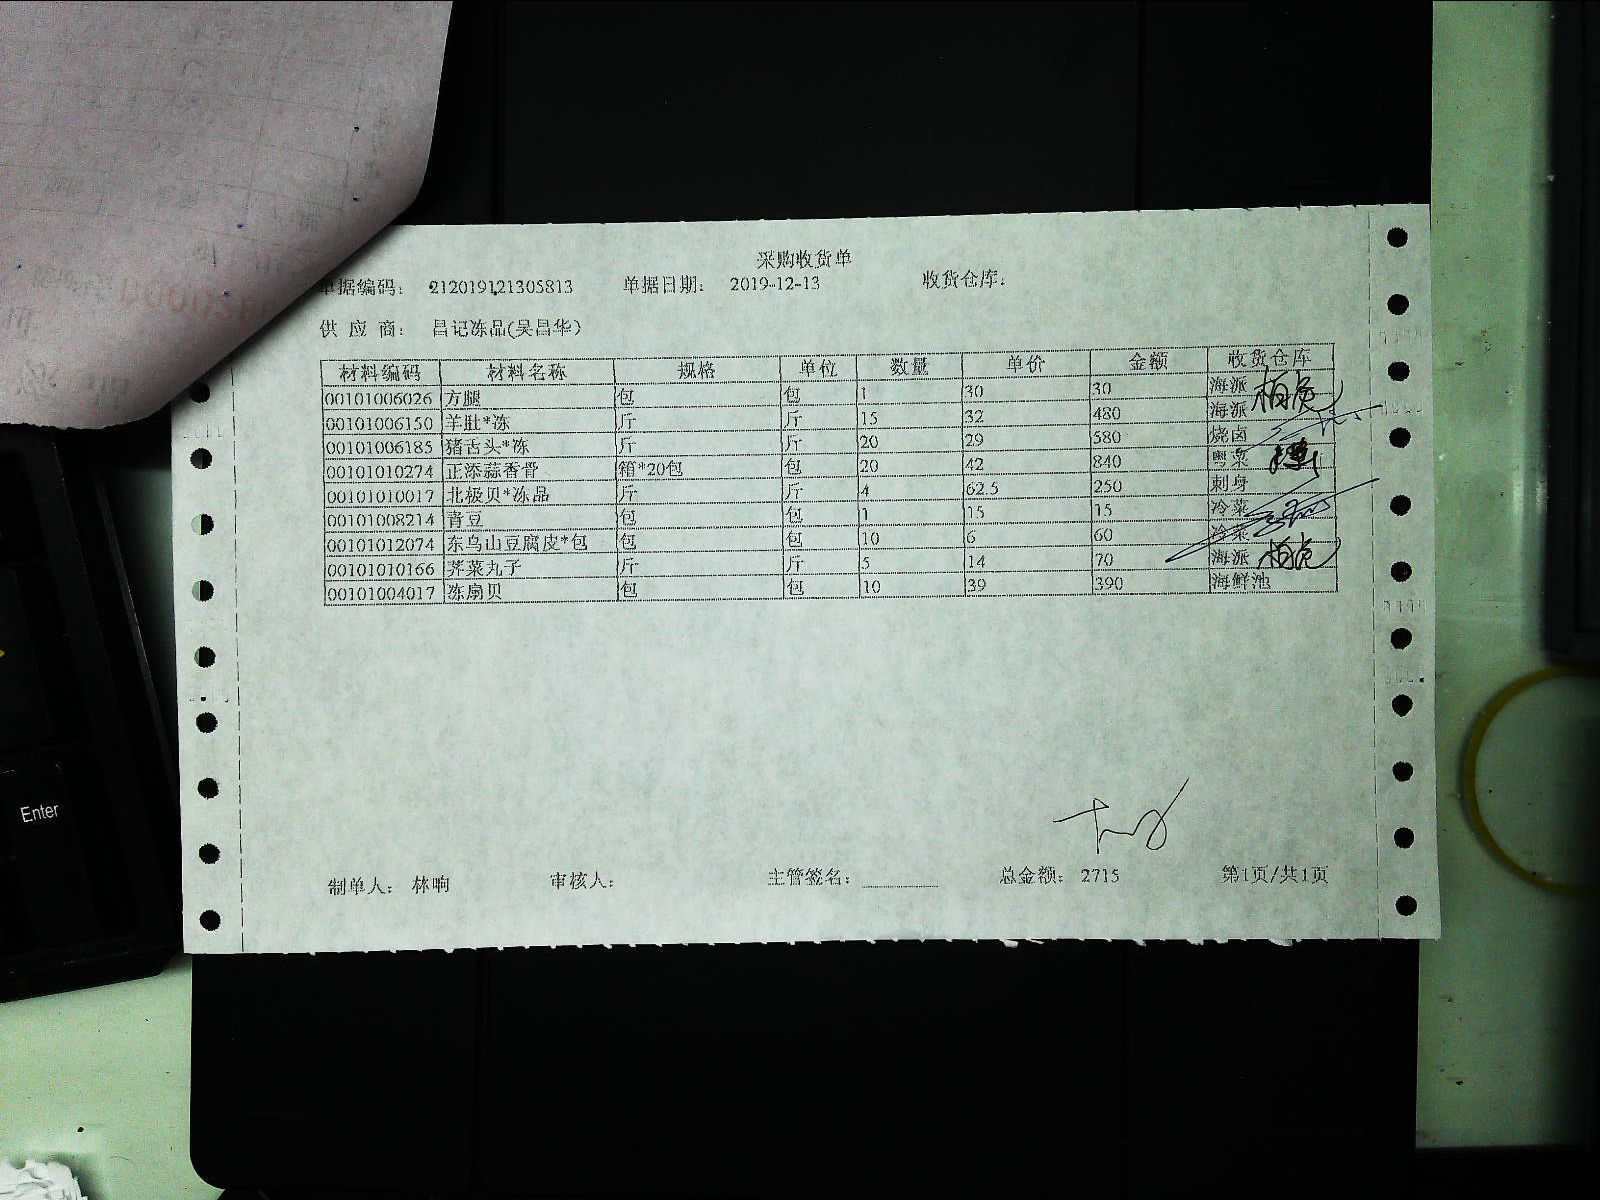 采购收货单
单据编码: 212019121305813 单据日期: 2019-12-13 收货仓库:
供 应 商: 昌记冻品(吴昌华)
材料编码 材料名称 规格 单位 数量 单价 金额 收货仓库
00101006026 方腿 包 包 1 30 30 海派
00101006150 羊肚*冻 斤 斤 15 32 480 海派
00101006185 猪舌头*冻 斤 斤 20 29 580 烧卤
00101010274 正添蒜香骨 箱*20包 包 20 42 840 粤菜
00101010017 北极贝*冻品 斤 斤 4 62.5 250 刺身
00101008214 青豆 包 包 1 15 15 冷菜
00101012074 东乌山豆腐皮*包 包 包 10 6 60 冷菜
00101010166 荠菜丸子 斤 斤 5 14 70 海派
00101004017 冻扇贝 包 包 10 39 390 海鲜池
制单人: 林响 审核人: 主管签名: 总金额: 2715 第1页/共1页
Enter